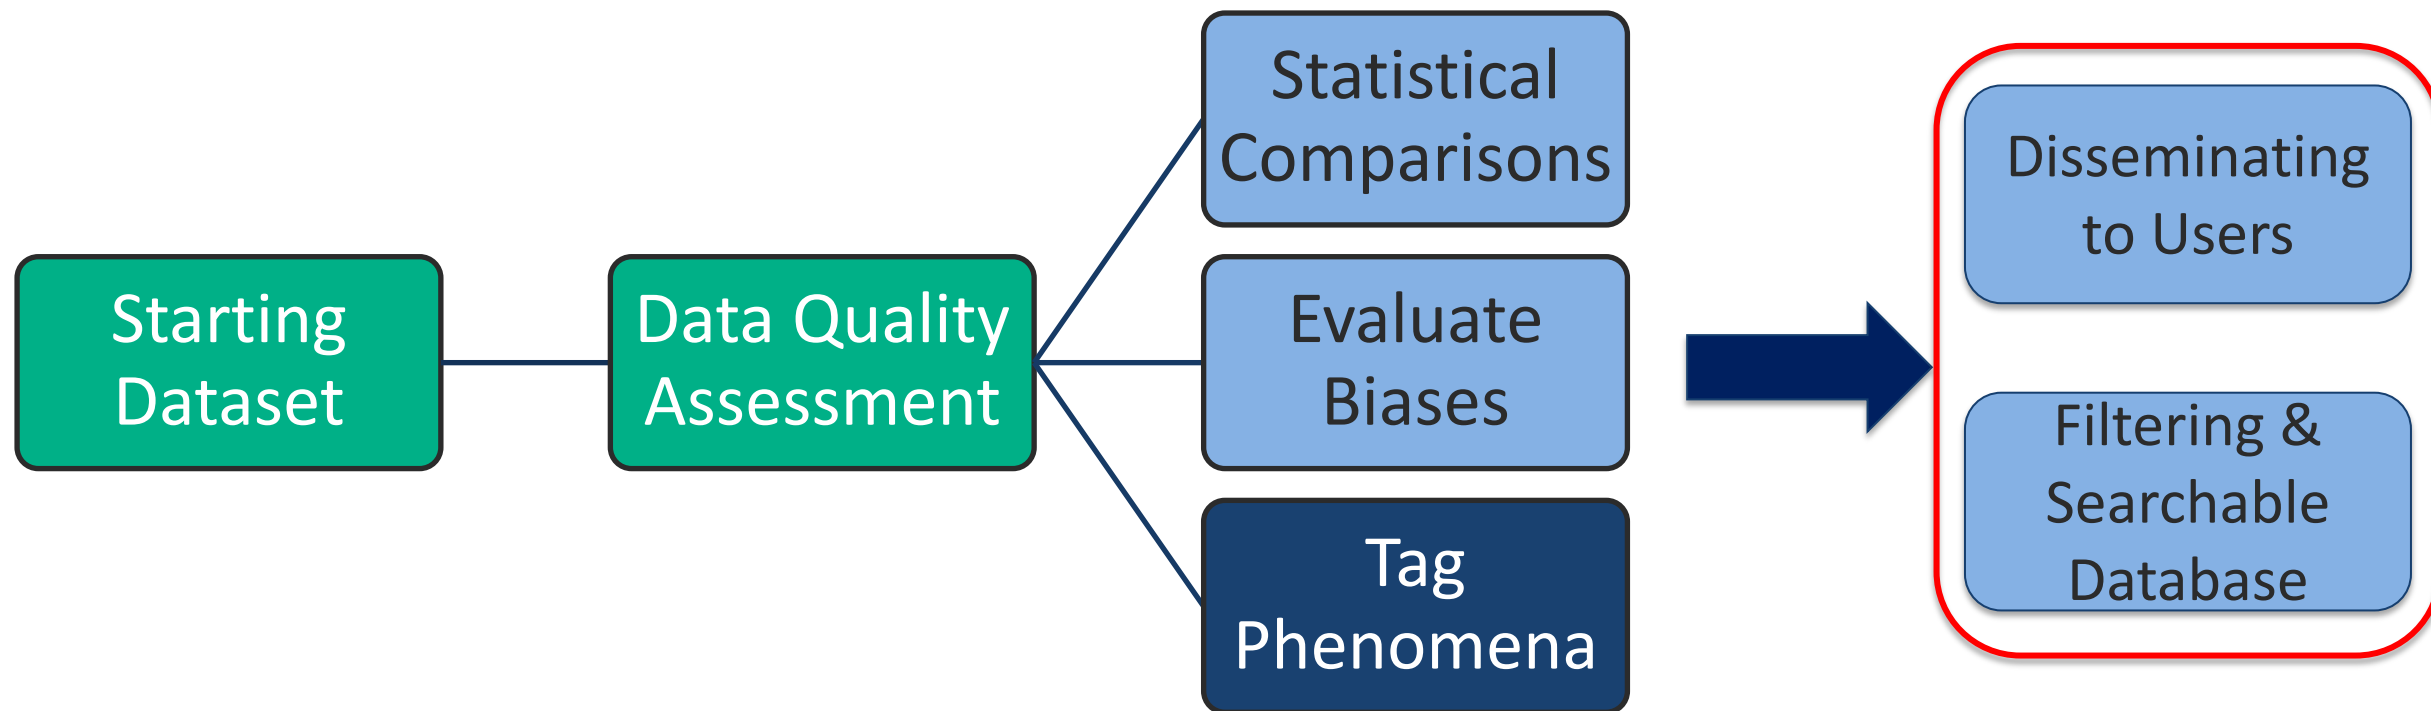 Starting
Dataset
Data Quality
Assessment
Statistical
Comparisons
Evaluate
Biases
Tag
Phenomena
Disseminating
to Users
Filtering &
Searchable
Database